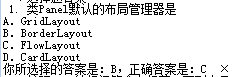 1. 类Panel默认的布局管理器是
A. GridLayout
B. BorderLayout
C. FlowLayout
D. CardLayout
你所选择的答案是：B，正确答案是：C ×